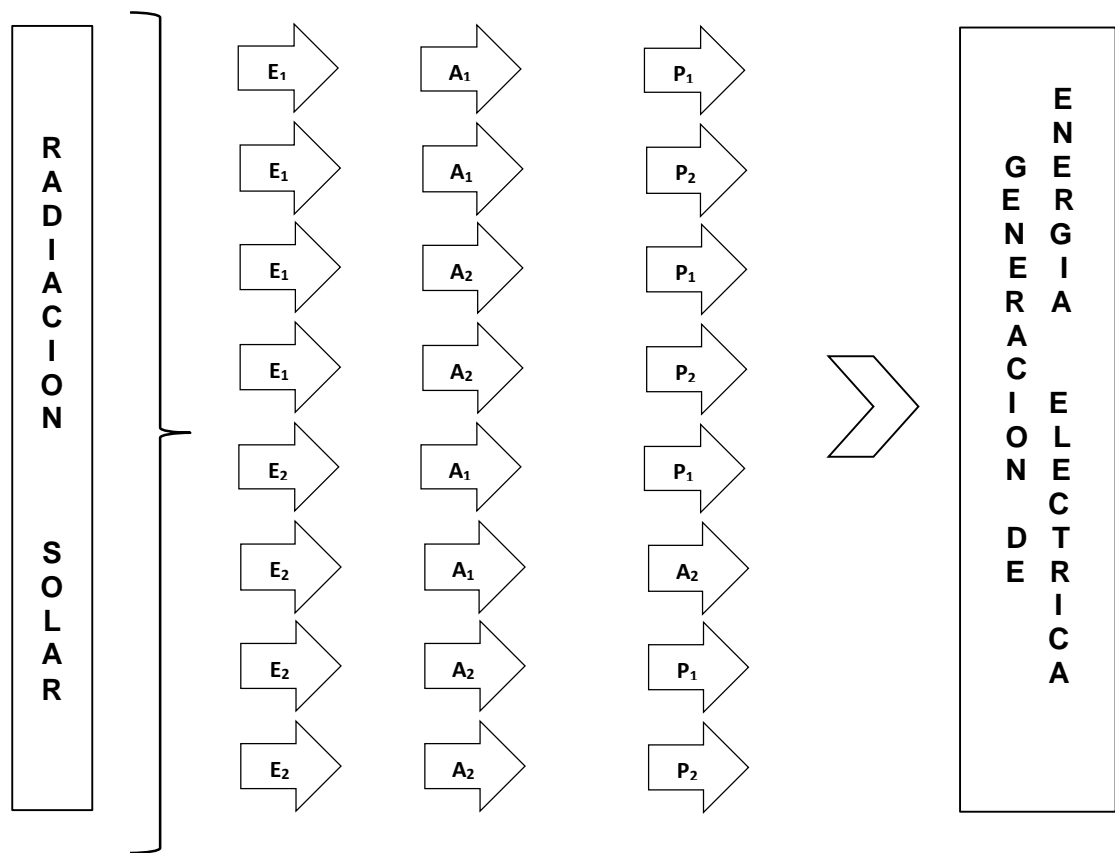 RADIACION SOLAR
E₁ A₁ P₁
E₁ A₁ P₂
E₁ A₂ P₁
E₁ A₂ P₂
E₂ A₁ P₁
E₂ A₁ A₂
E₂ A₂ P₁
E₂ A₂ P₂
GENERACION DE
ENERGIA ELECTRICA